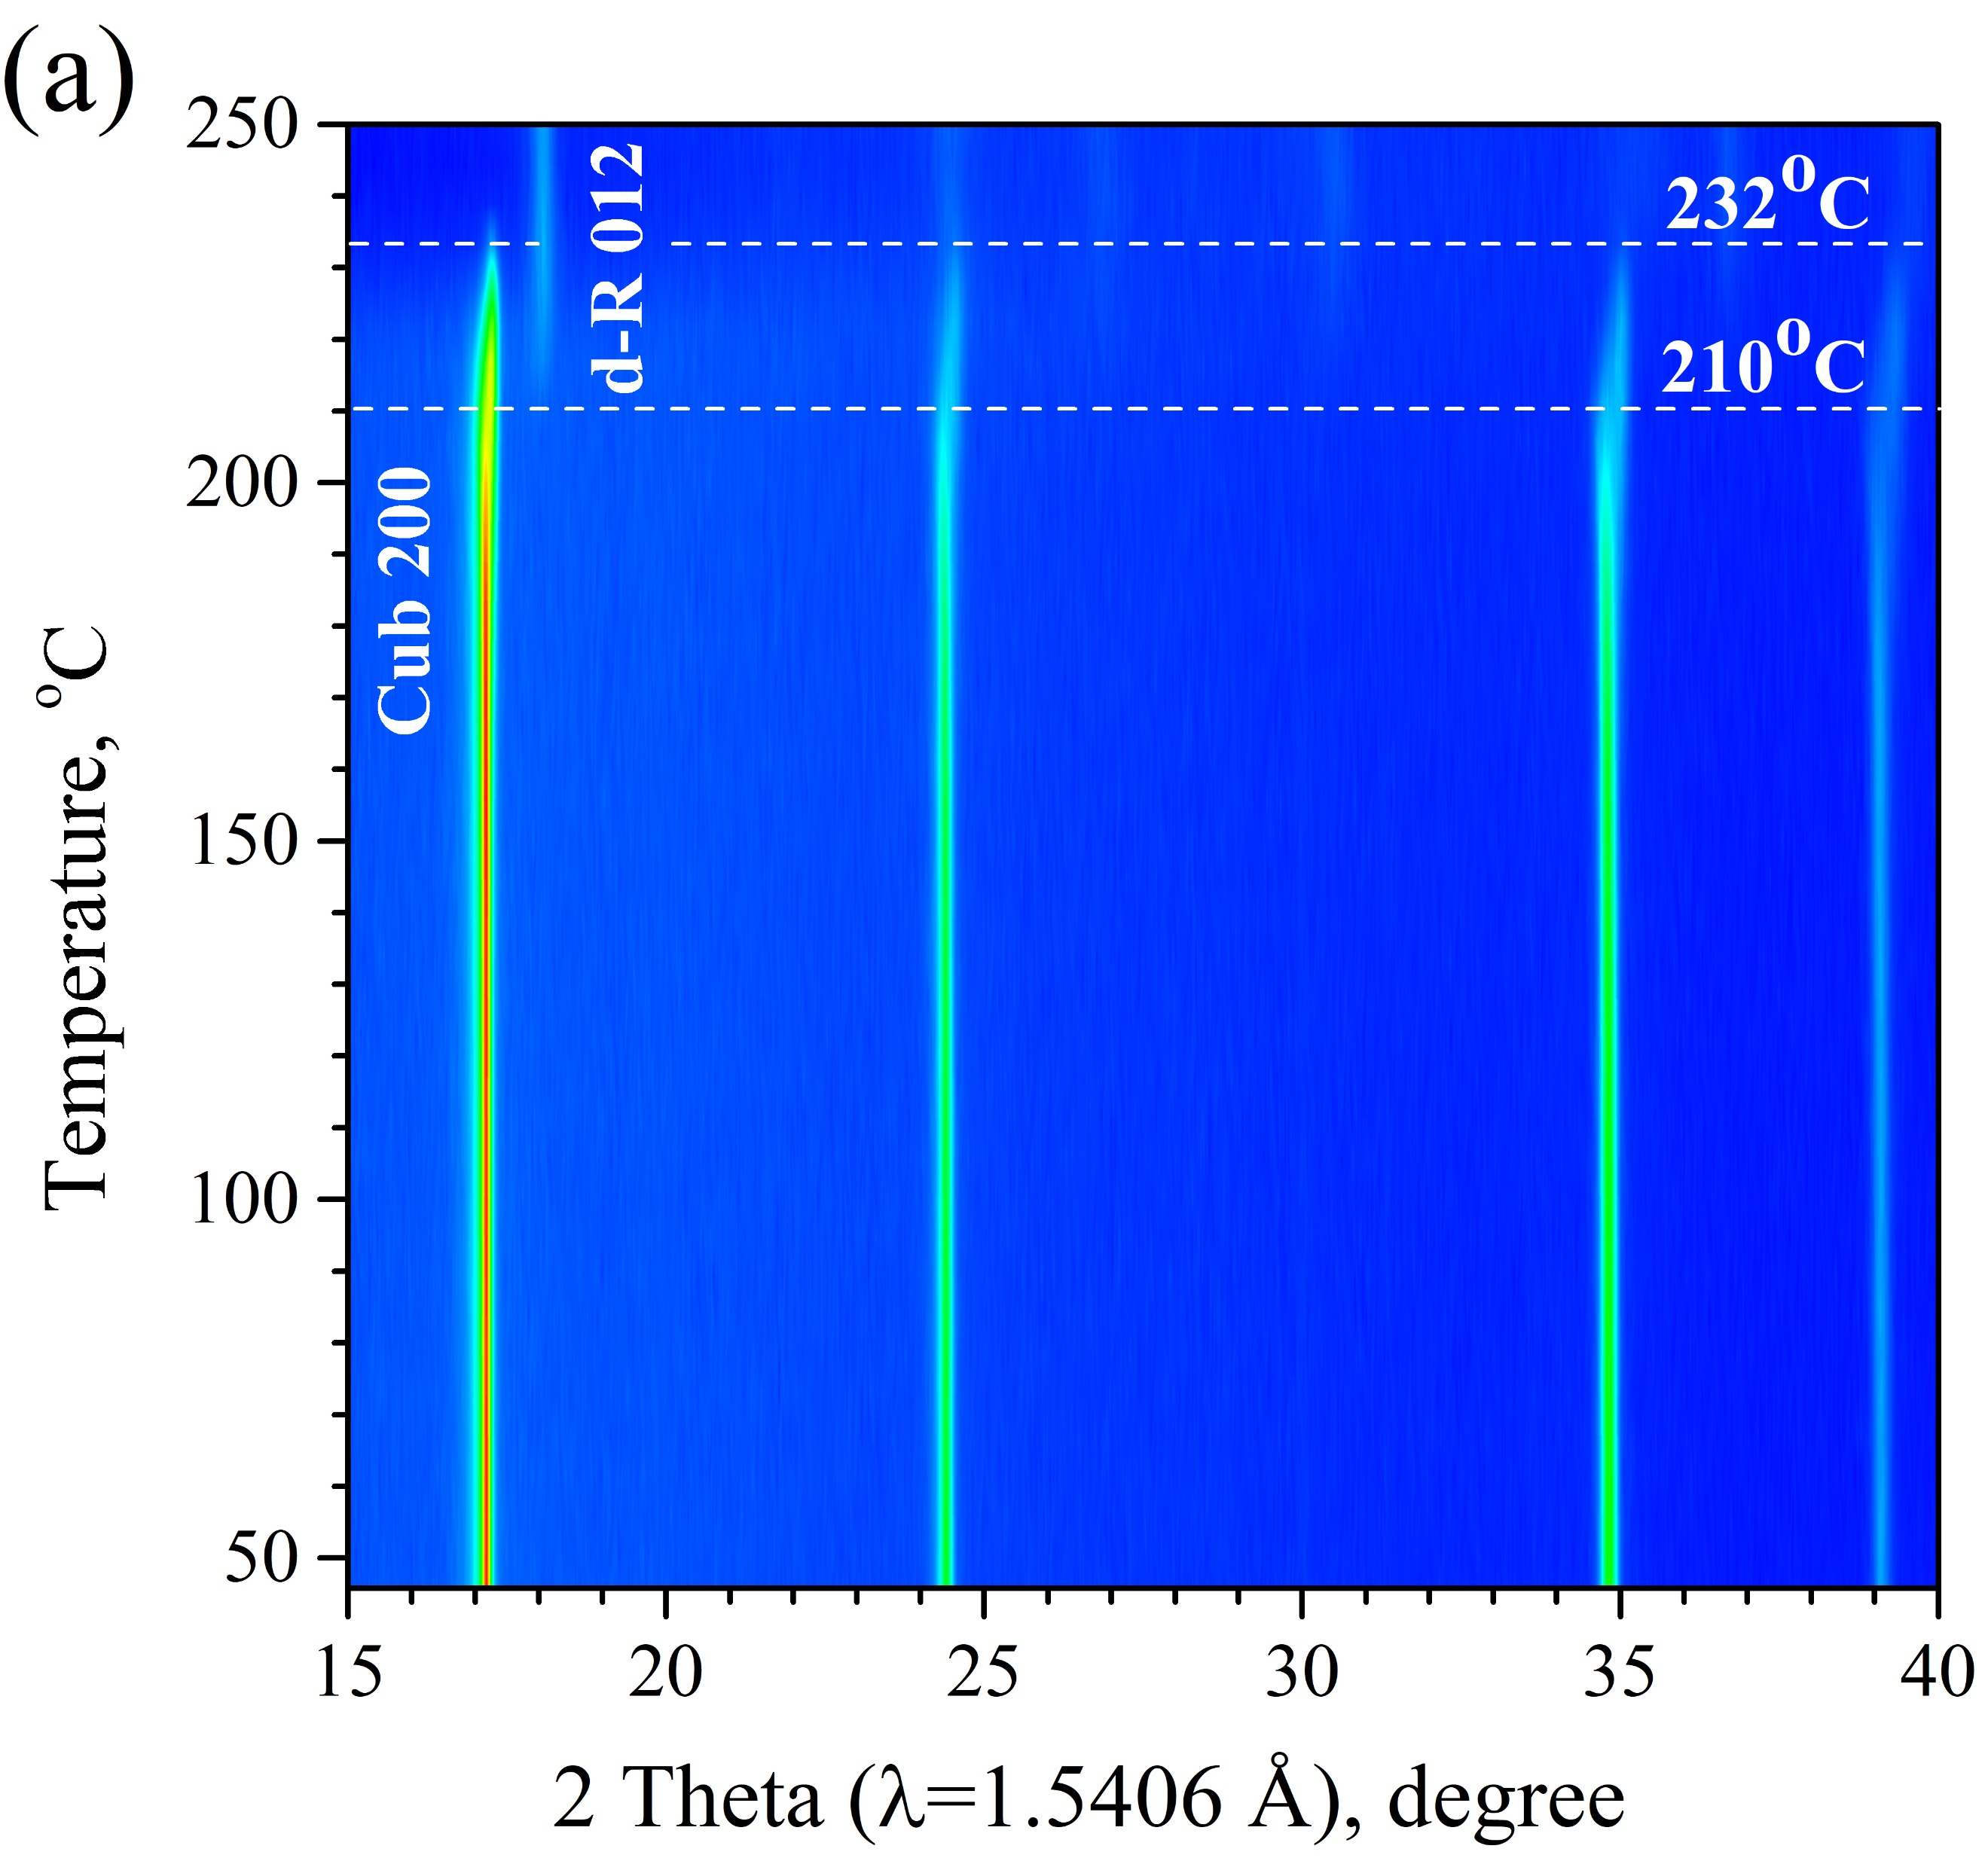 (a)
250
200
150
100
50
Temperature, °C
Cub 200
d-R 012
232°C
210°C
15 20 25 30 35 40
2 Theta (λ=1.5406 Å), degree